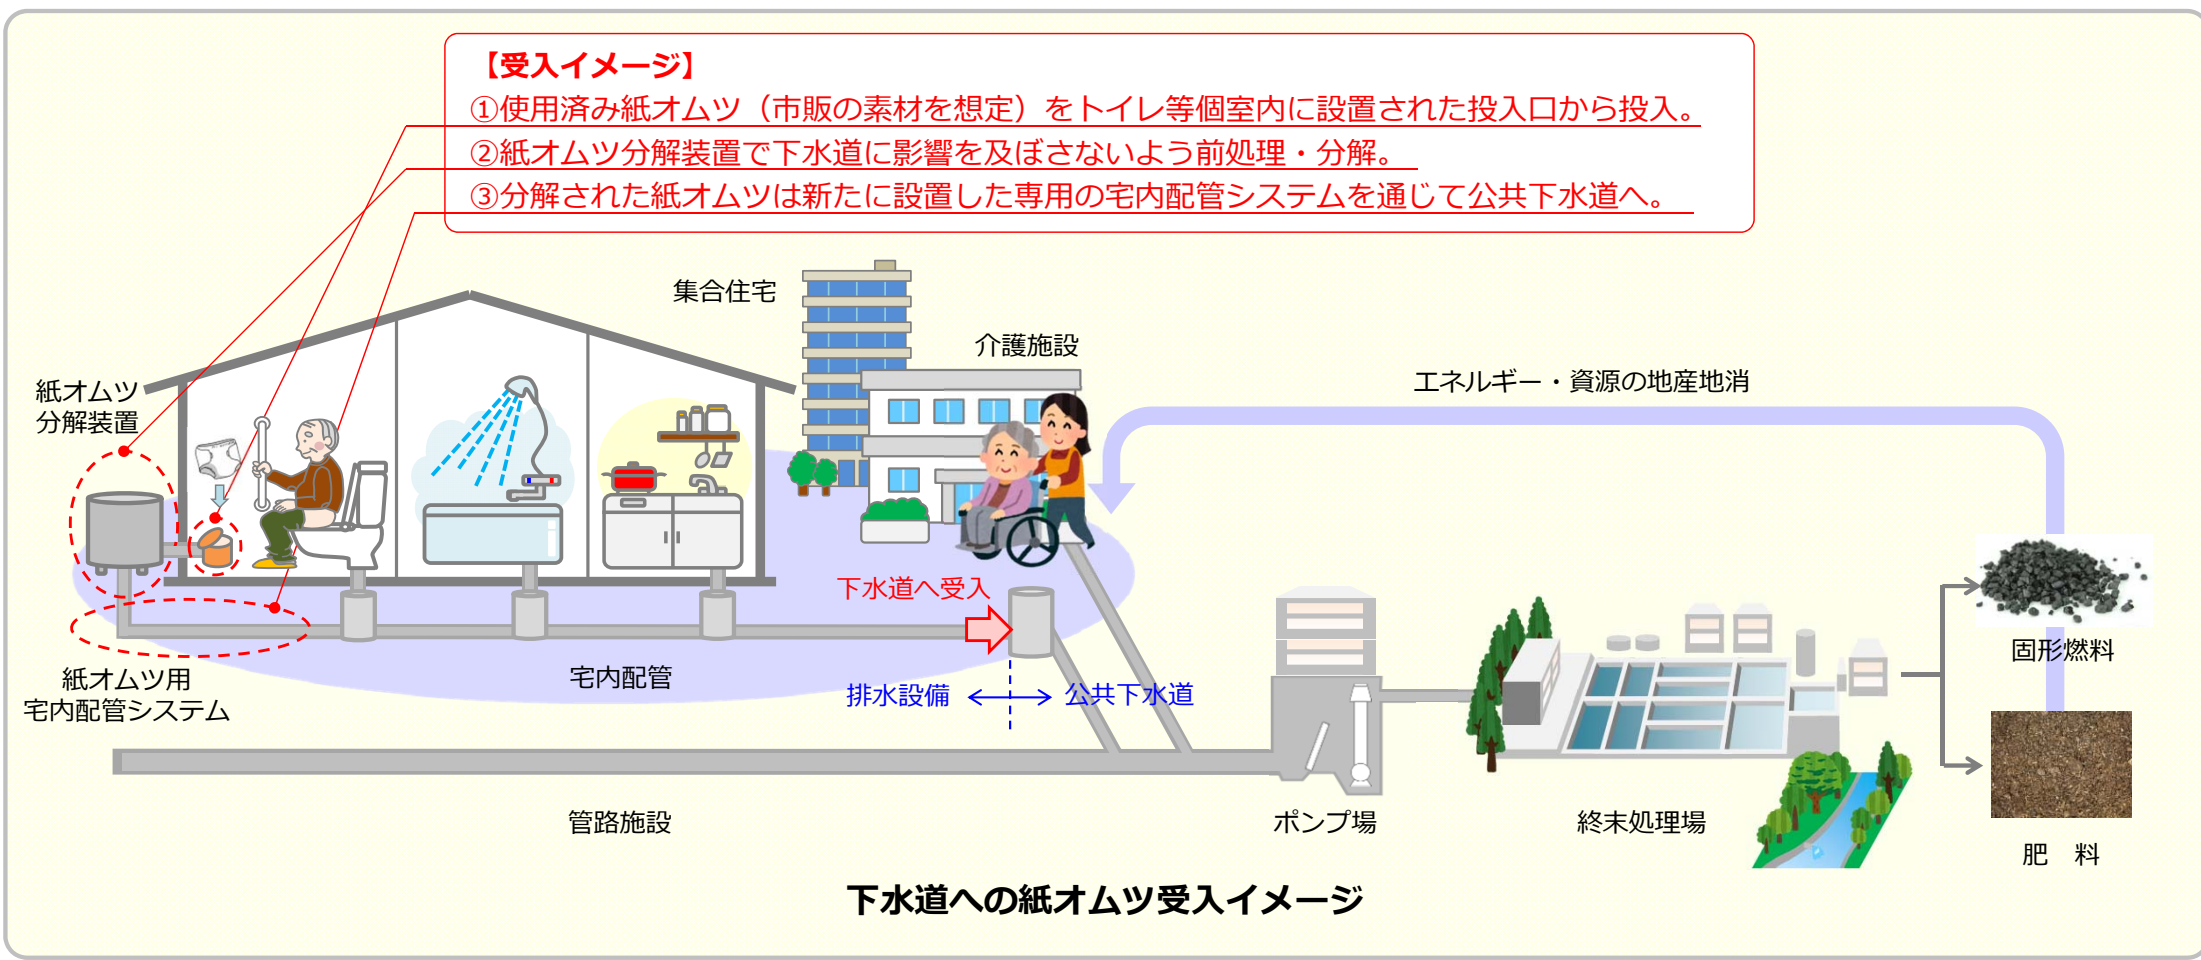 【受入イメージ】
①使用済み紙オムツ（市販の素材を想定）をトイレ等個室内に設置された投入口から投入。
②紙オムツ分解装置で下水道に影響を及ぼさないよう前処理・分解。
③分解された紙オムツは新たに設置した専用の宅内配管システムを通じて公共下水道へ。
集合住宅
介護施設
エネルギー・資源の地産地消
紙オムツ
分解装置
下水道へ受入
固形燃料
紙オムツ用
宅内配管システム
宅内配管
排水設備
公共下水道
管路施設
ポンプ場
終末処理場
肥　料
下水道への紙オムツ受入イメージ